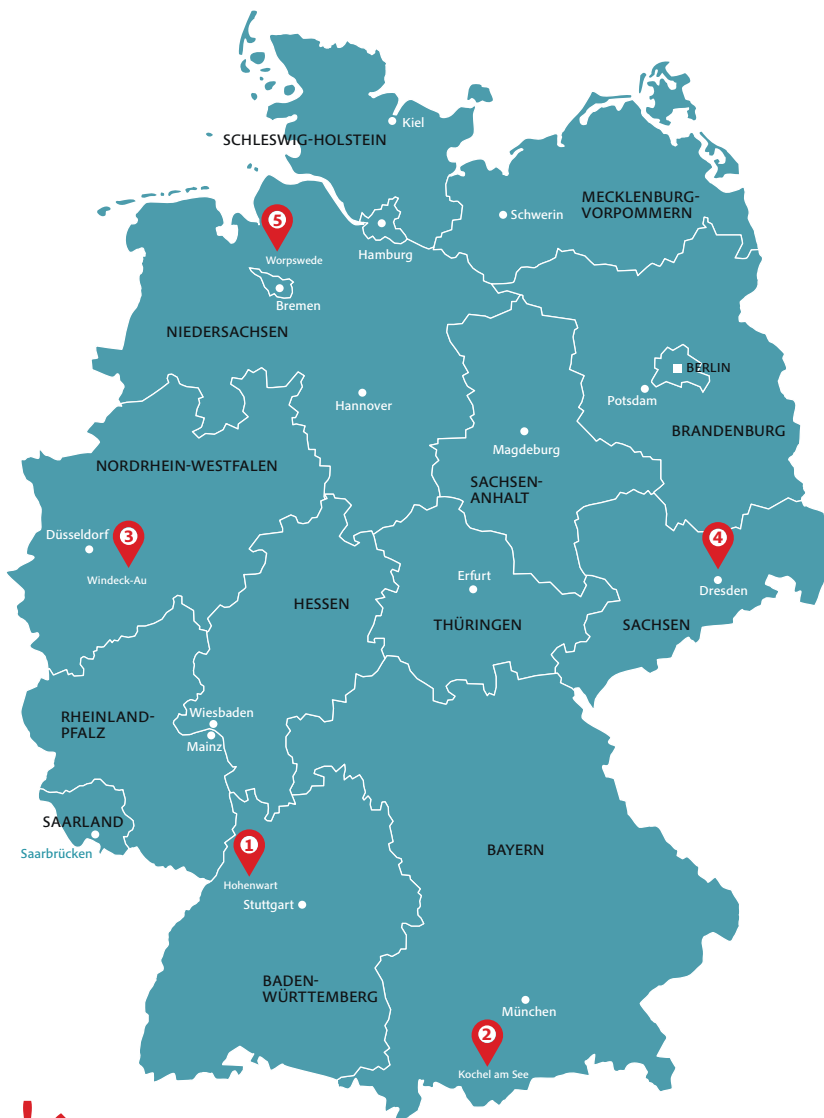 Kiel
SCHLESWIG-HOLSTEIN
MECKLENBURG-
VORPOMMERN
Schwerin
5
Hamburg
Worpswede
Bremen
NIEDERSACHSEN
BERLIN
Potsdam
Hannover
BRANDENBURG
Magdeburg
NORDRHEIN-WESTFALEN
SACHSEN-
ANHALT
Düsseldorf
3
4
Windeck-Au
Erfurt
Dresden
HESSEN
THÜRINGEN
SACHSEN
RHEINLAND-
PFALZ
Wiesbaden
Mainz
SAARLAND
Saarbrücken
1
BAYERN
Hohenwart
Stuttgart
BADEN-
WÜRTTEMBERG
München
2
Kochel am See